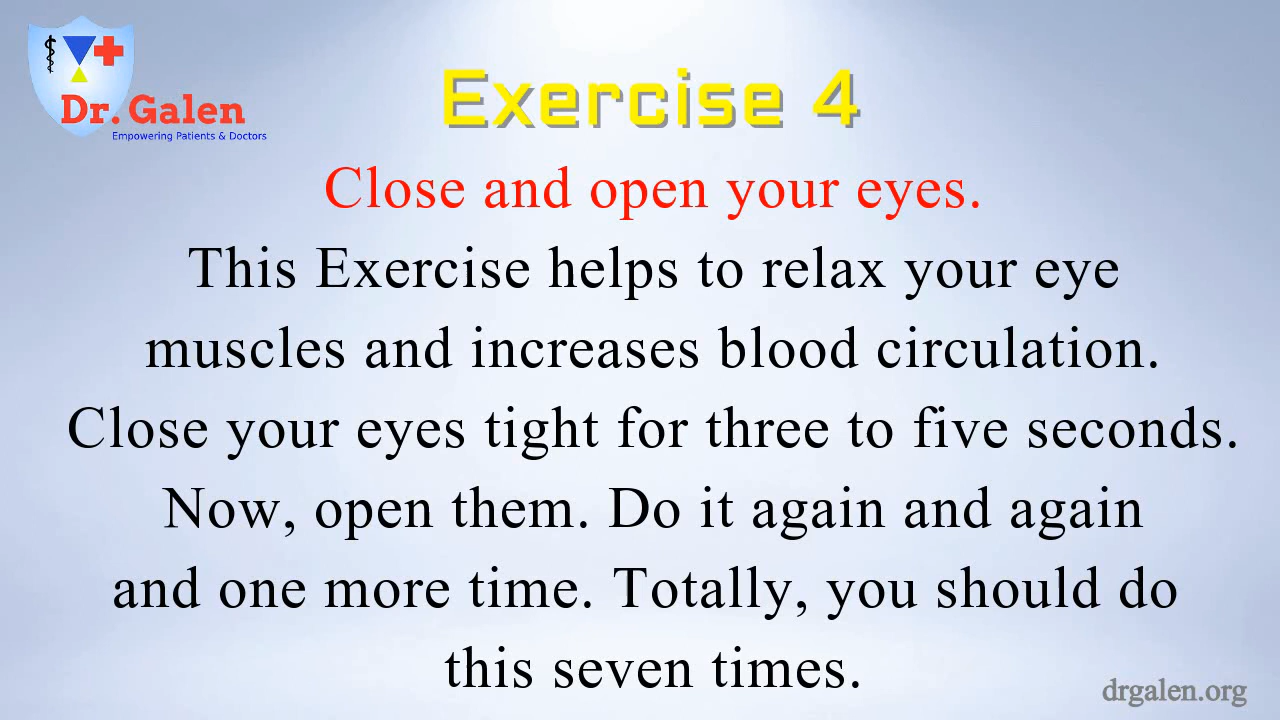 Dr. Galen
Empowering Patients & Doctors
Exercise 4
Close and open your eyes.
This Exercise helps to relax your eye
muscles and increases blood circulation.
Close your eyes tight for three to five seconds.
Now, open them. Do it again and again
and one more time. Totally, you should do
this seven times.
drgalen.org